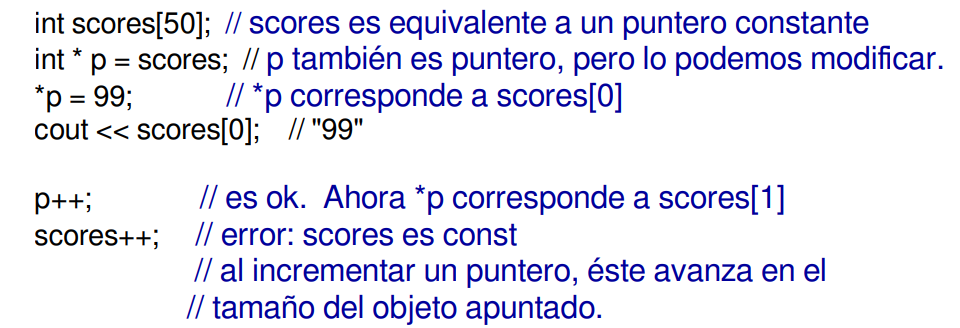 int scores[50]; // scores es equivalente a un puntero constante
int * p = scores; // p también es puntero, pero lo podemos modificar.
*p = 99; // *p corresponde a scores[0]
cout << scores[0]; // "99"
p++; // es ok. Ahora *p corresponde a scores[1]
scores++; // error: scores es const
// al incrementar un puntero, éste avanza en el
// tamaño del objeto apuntado.